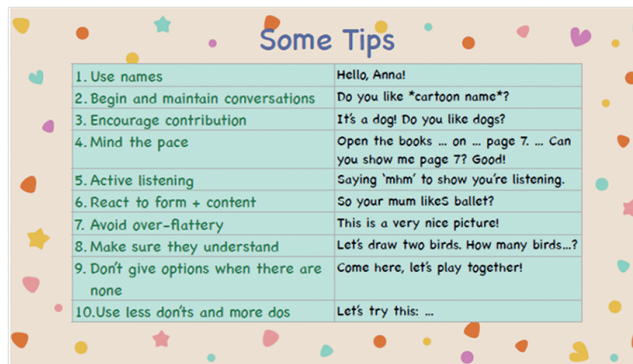 Some Tips
1. Use names
Hello, Anna!
2. Begin and maintain conversations
Do you like *cartoon name*?
3. Encourage contribution
It's a dog! Do you like dogs?
4. Mind the pace
Open the books ... on ... page 7. ... Can
you show me page 7? Good!
5. Active listening
Saying 'mhm' to show you're listening.
6. React to form + content
So your mum likeS ballet?
7. Avoid over-flattery
This is a very nice picture!
8. Make sure they understand
Let's draw two birds. How many birds...?
9. Don't give options when there are
none
Come here, let's play together!
10.Use less don'ts and more dos
Let's try this: ...